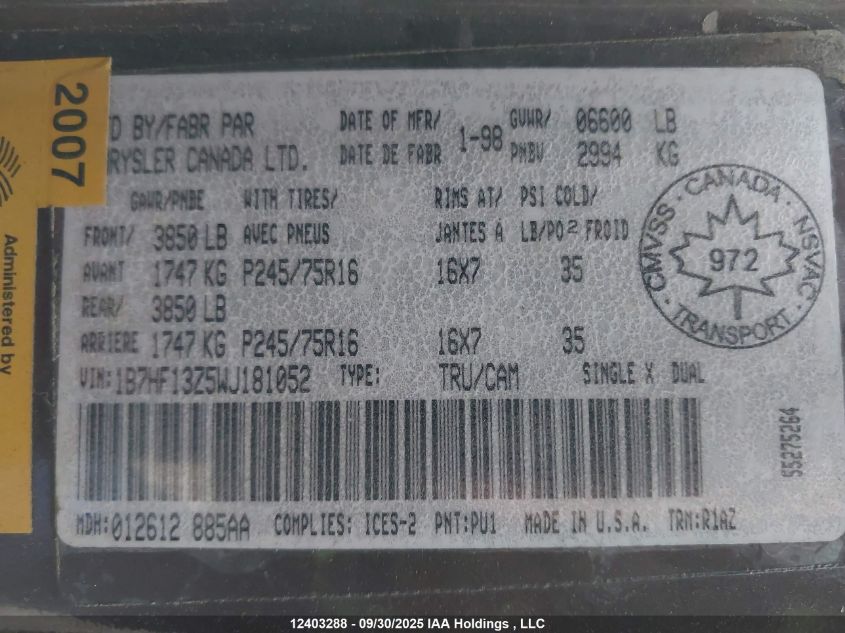 2007
Administered by
D BY/FABR PAR
RYSLER CANADA LTD.
DATE OF MFR/
DATE DE FABR
1-98
GVWR/ 06600 LB
PNBV 2994 KG
GAWR/PNBE WITH TIRES/ RIMS AT/ PSI COLD/
FRONT/ 3850 LB AVEC PNEUS JANTES A LB/PO2 FROID
AVANT 1747 KG P245/75R16 16X7 35
REAR/ 3850 LB
ARRIERE 1747 KG P245/75R16 16X7 35
VIN:1B7HF13Z5WJ181052 TYPE: TRU/CAM SINGLE X DUAL
CMVSS · CANADA · NSVAC · TRANSPORT ·
972
55275264
MDH:012612 885AA COMPLIES: ICES-2 PNT:PU1 MADE IN U.S.A. TRM:R1AZ
12403288 - 09/30/2025 IAA Holdings , LLC